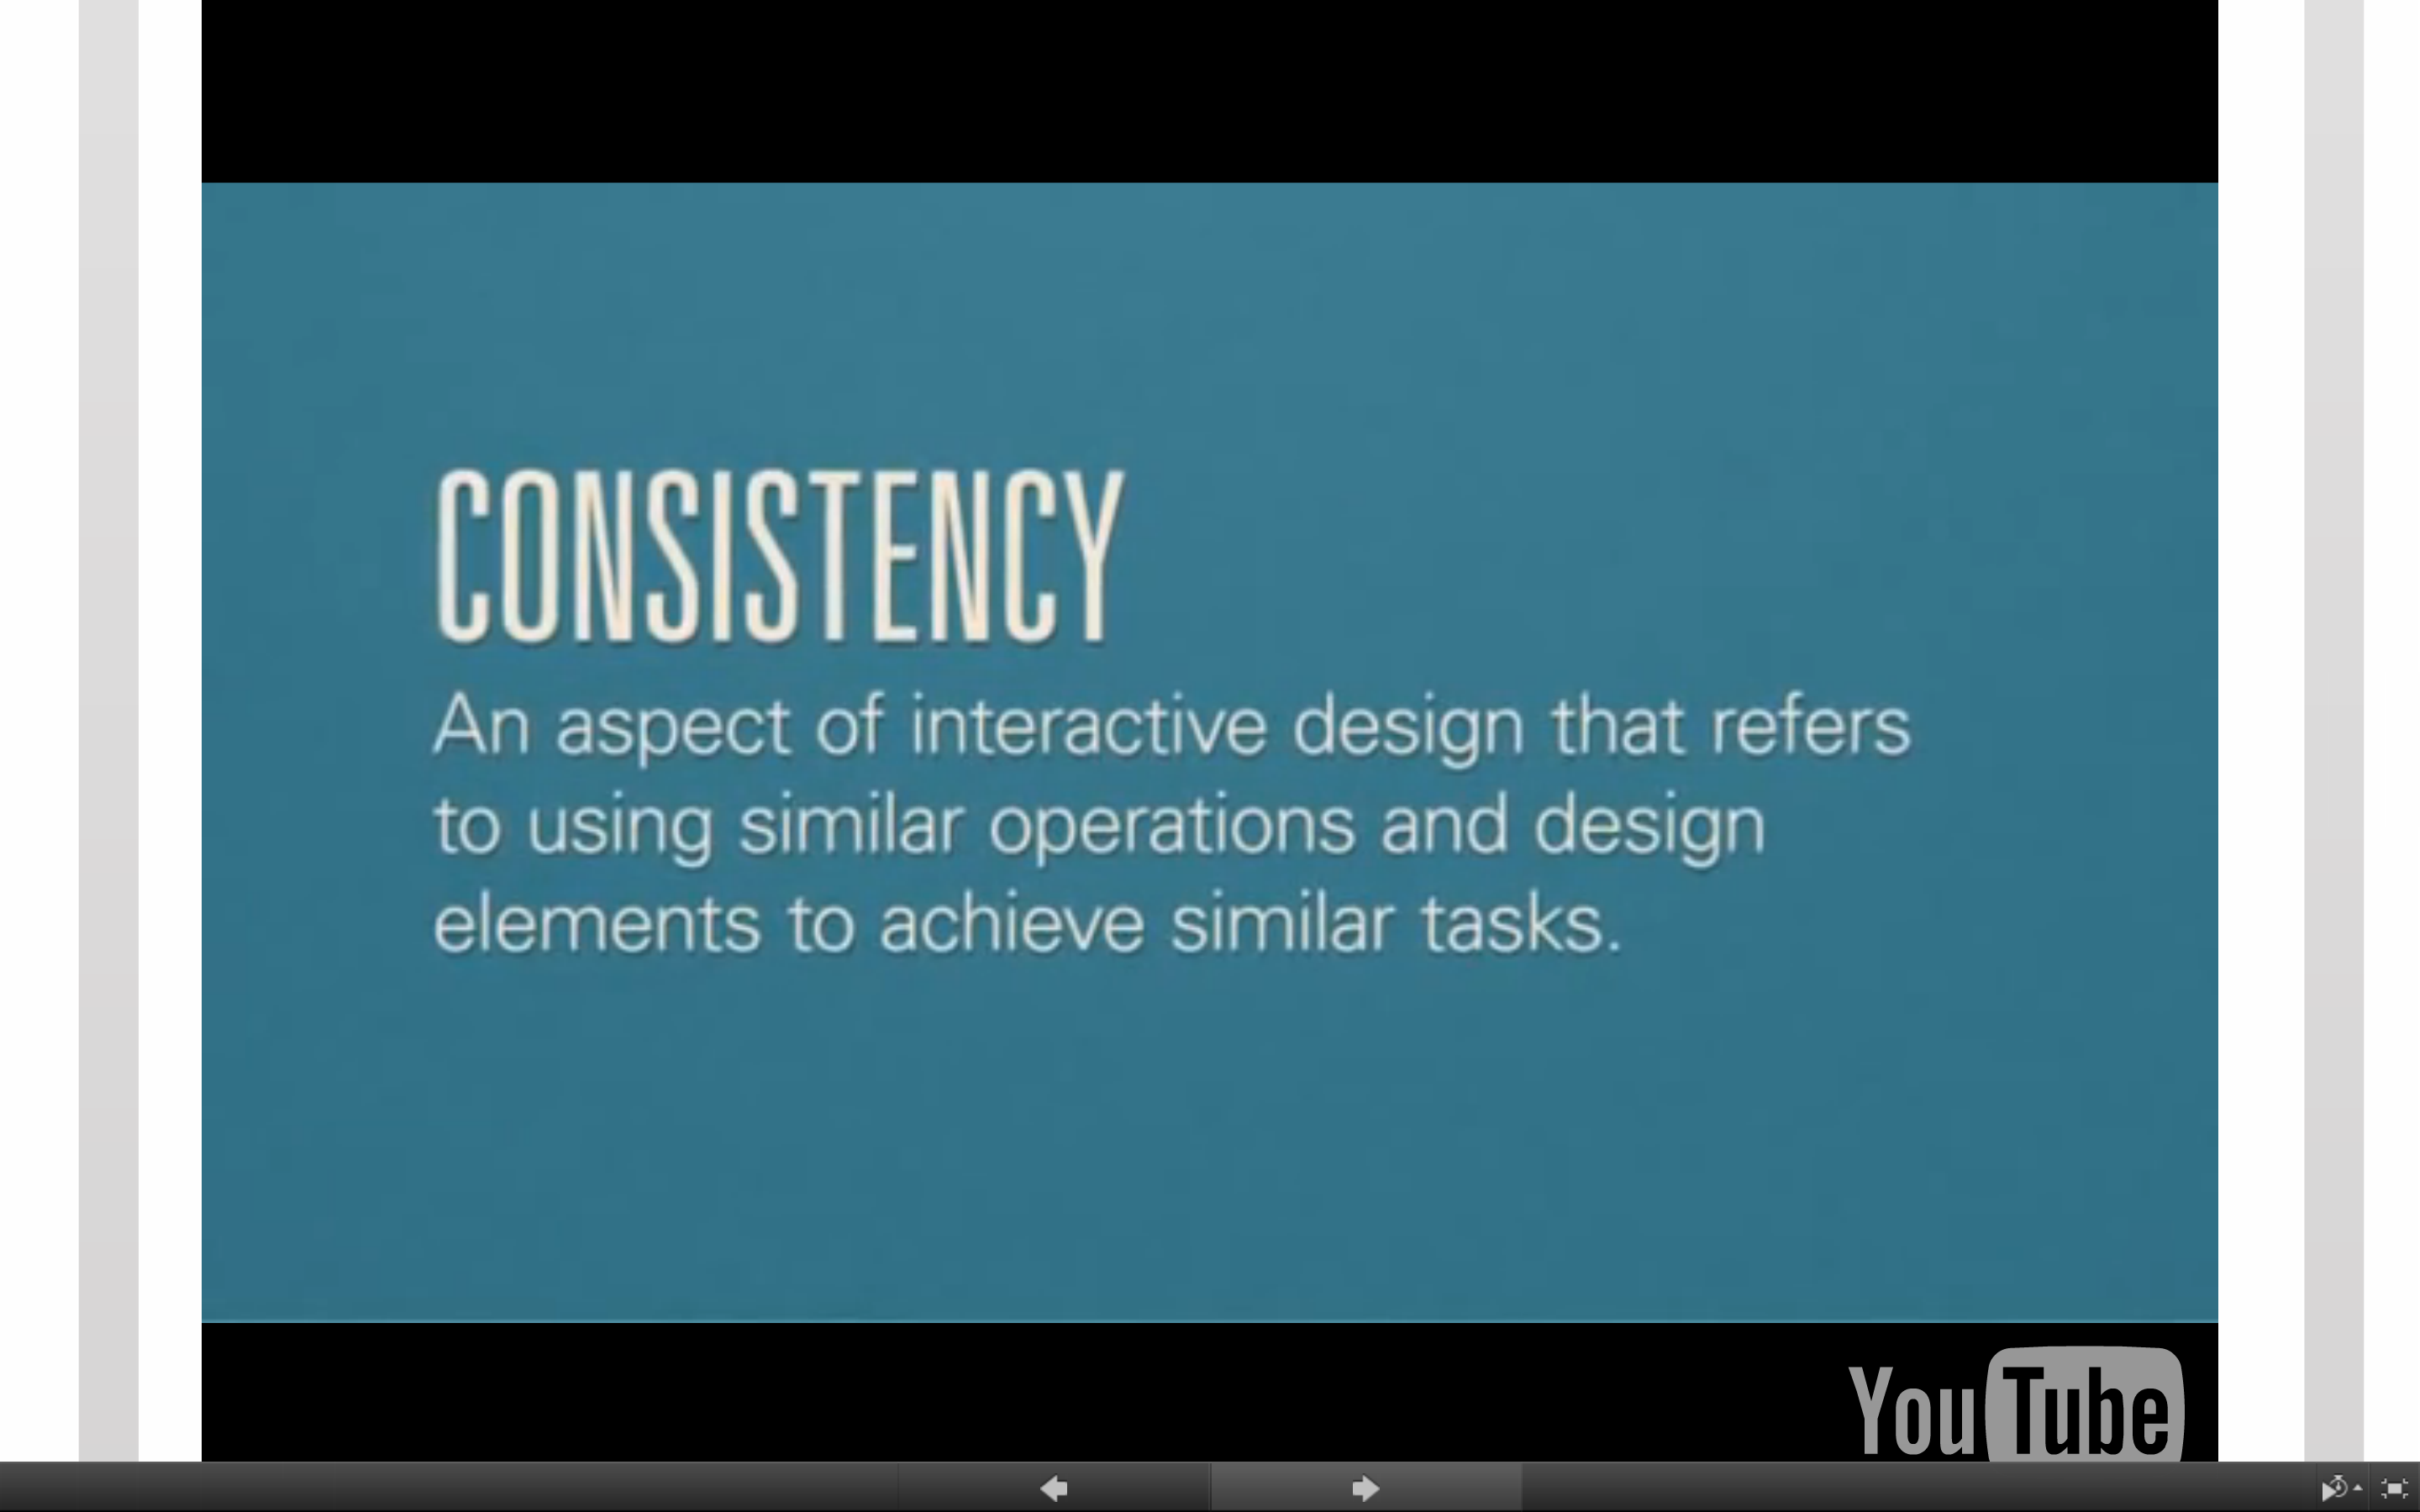 CONSISTENCY
An aspect of interactive design that refers
to using similar operations and design
elements to achieve similar tasks.
YouTube